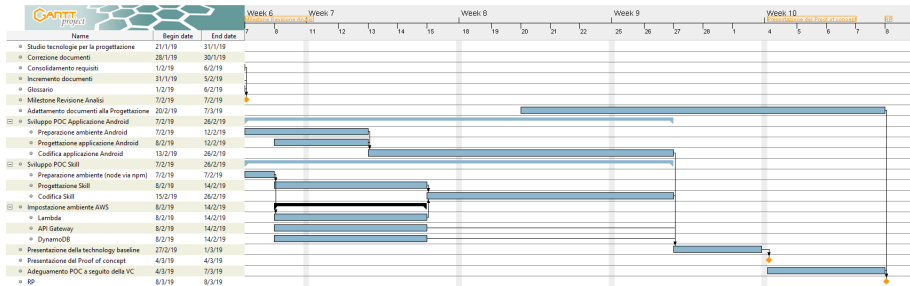 GANTT project
Week 6 Week 7 Week 8 Week 9 Week 10
Milestone Revisione Analisi Presentazione del Proof of concept RP
7 8 11 12 13 14 15 18 19 20 21 22 25 26 27 28 1 4 5 6 7 8
Name Begin date End date
Studio tecnologie per la progettazione 21/1/19 31/1/19
Correzione documenti 28/1/19 30/1/19
Consolidamento requisiti 1/2/19 6/2/19
Incremento documenti 31/1/19 5/2/19
Glossario 1/2/19 6/2/19
Milestone Revisione Analisi 7/2/19 7/2/19
Adattamento documenti alla Progettazione 20/2/19 7/3/19
Sviluppo POC Applicazione Android 7/2/19 26/2/19
Preparazione ambiente Android 7/2/19 12/2/19
Progettazione applicazione Android 8/2/19 12/2/19
Codifica applicazione Android 13/2/19 26/2/19
Sviluppo POC Skill 7/2/19 26/2/19
Preparazione ambiente (node via npm) 7/2/19 7/2/19
Progettazione Skill 8/2/19 14/2/19
Codifica Skill 15/2/19 26/2/19
Impostazione ambiente AWS 8/2/19 14/2/19
Lambda 8/2/19 14/2/19
API Gateway 8/2/19 14/2/19
DynamoDB 8/2/19 14/2/19
Presentazione della technology baseline 27/2/19 1/3/19
Presentazione del Proof of concept 4/3/19 4/3/19
Adeguamento POC a seguito della VC 4/3/19 7/3/19
RP 8/3/19 8/3/19